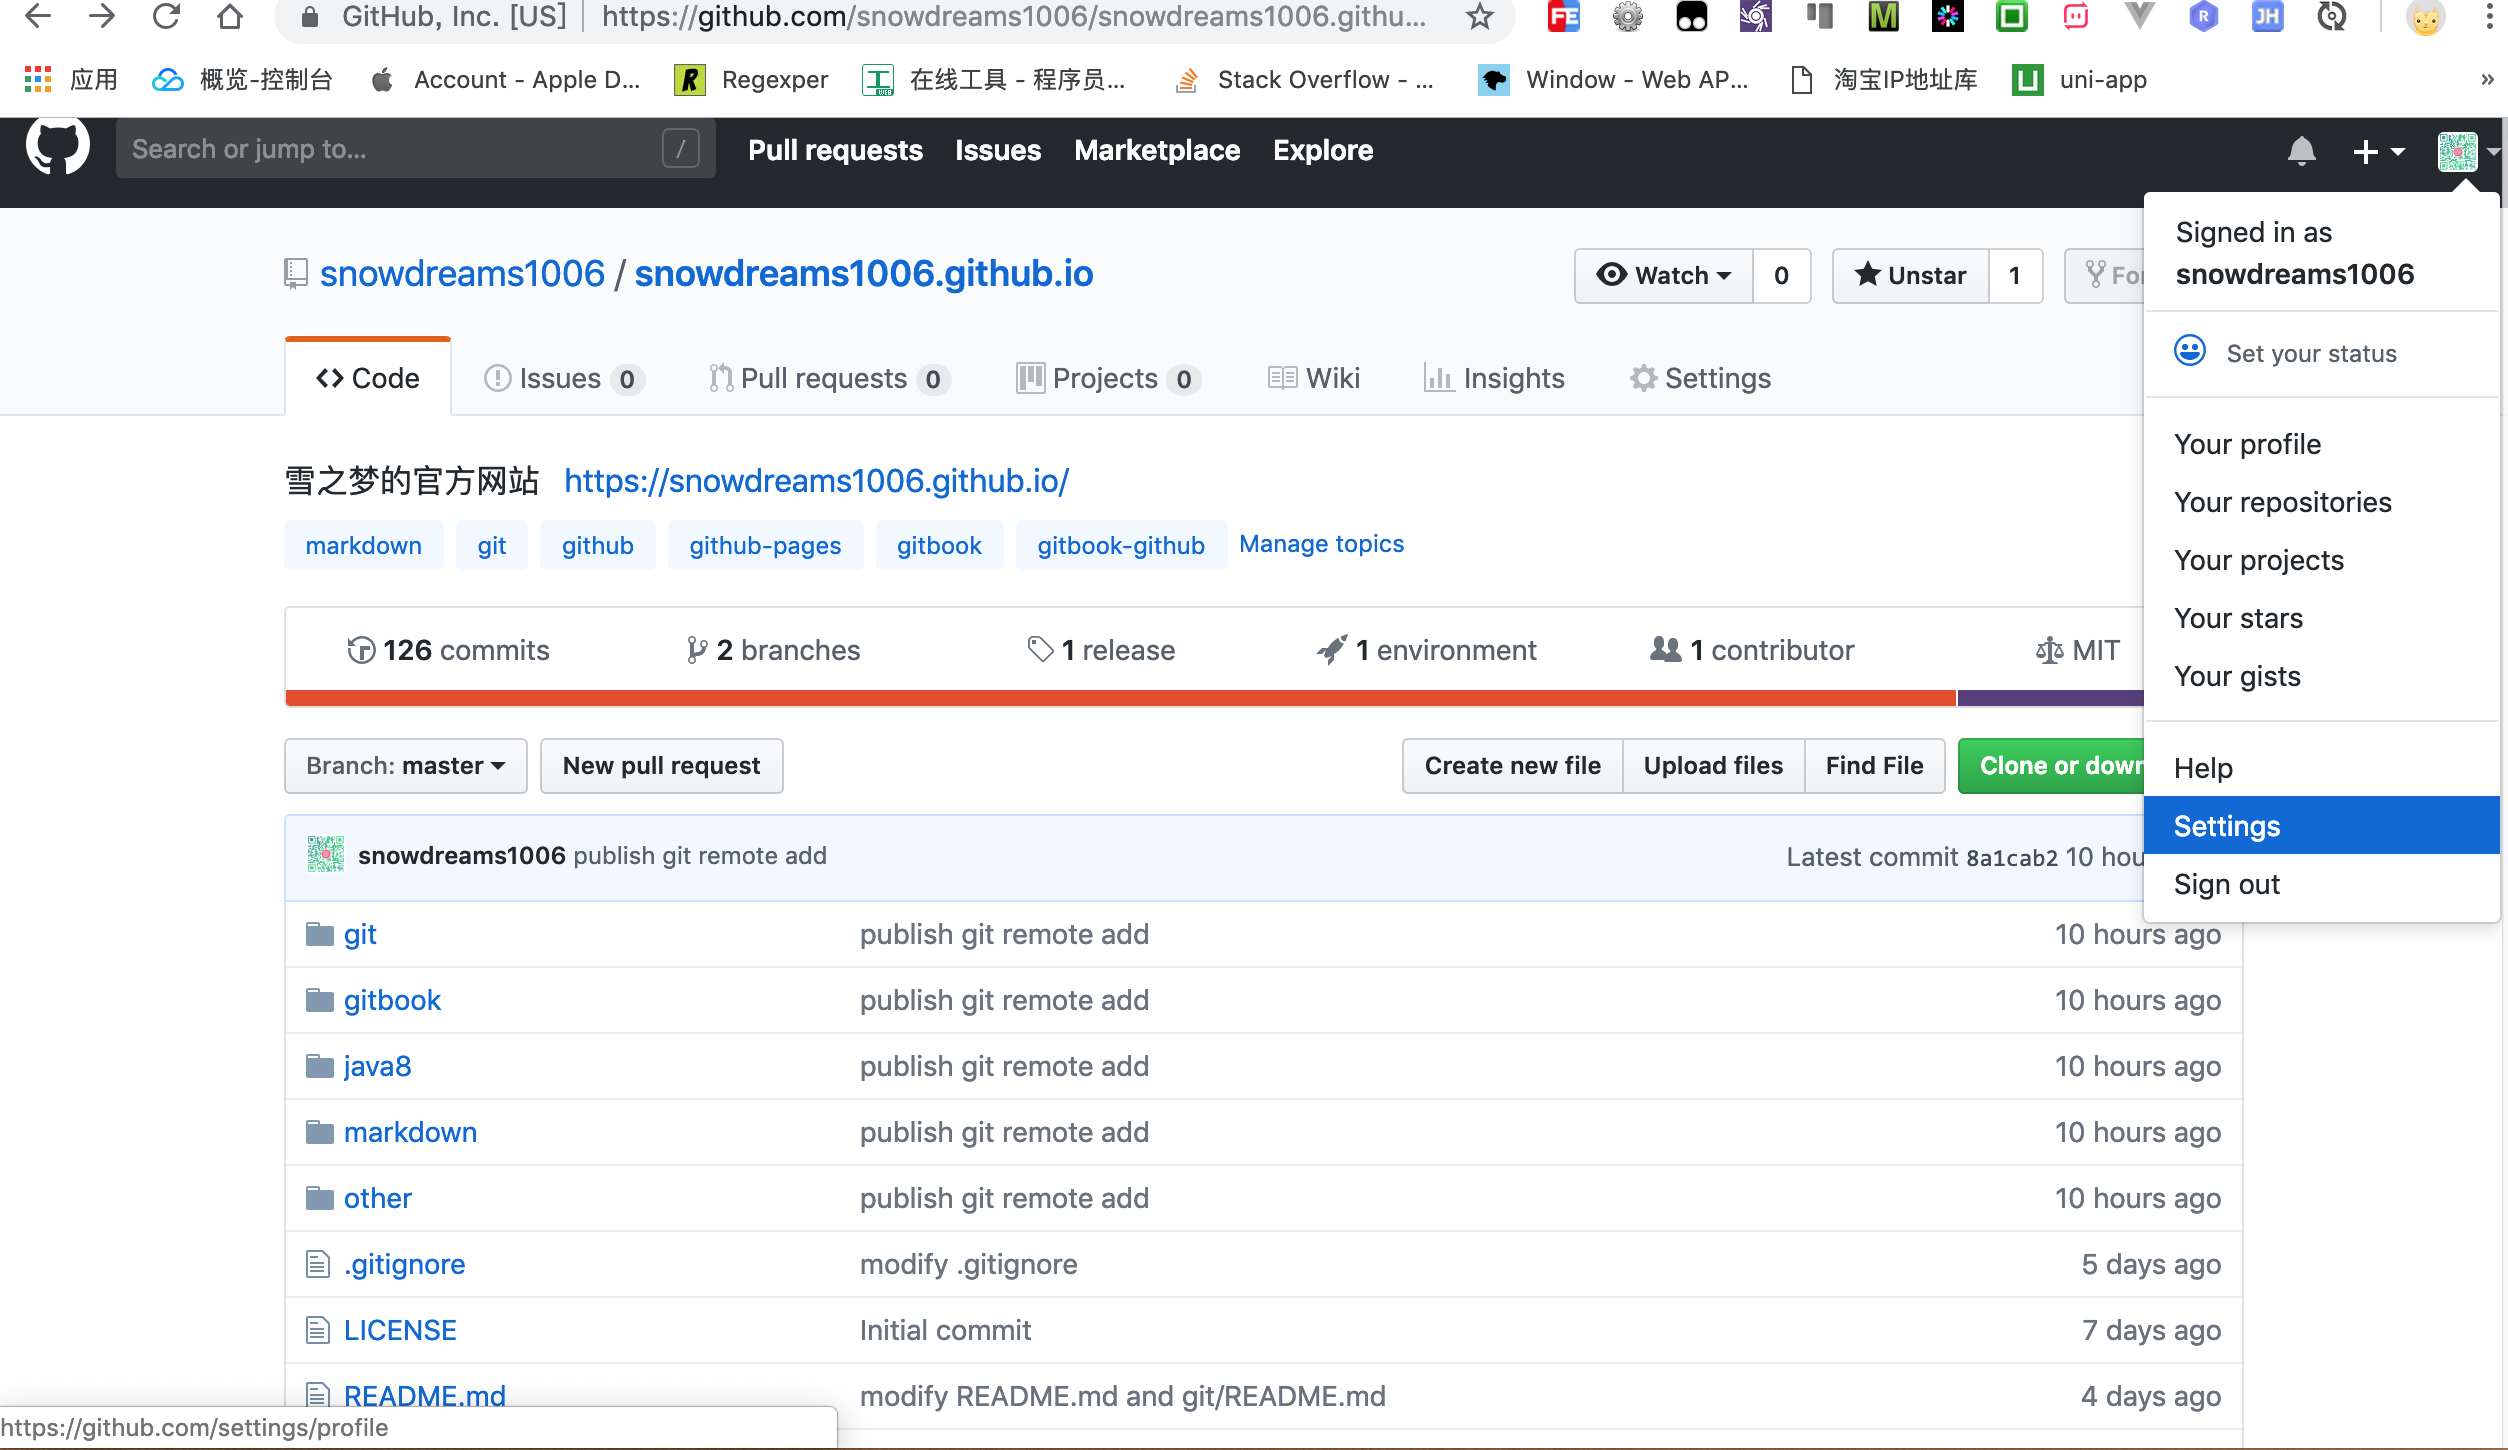 GitHub, Inc. [US] https://github.com/snowdreams1006/snowdreams1006.githu...
FE M R JH
应用 概览-控制台 Account - Apple D... R Regexper 工 WEB 在线工具 - 程序员... Stack Overflow - ... Window - Web AP... 淘宝IP地址库 U uni-app »
Search or jump to... / Pull requests Issues Marketplace Explore
Signed in as
snowdreams1006
Set your status
Your profile
Your repositories
Your projects
Your stars
Your gists
Help
Settings
Sign out
snowdreams1006 / snowdreams1006.github.io Watch 0 Unstar 1 For
Code Issues 0 Pull requests 0 Projects 0 Wiki Insights Settings
雪之梦的官方网站 https://snowdreams1006.github.io/
markdown git github github-pages gitbook gitbook-github Manage topics
126 commits 2 branches 1 release 1 environment 1 contributor MIT
Branch: master New pull request Create new file Upload files Find File Clone or down
snowdreams1006 publish git remote add Latest commit 8a1cab2 10 hou
git publish git remote add 10 hours ago
gitbook publish git remote add 10 hours ago
java8 publish git remote add 10 hours ago
markdown publish git remote add 10 hours ago
other publish git remote add 10 hours ago
.gitignore modify .gitignore 5 days ago
LICENSE Initial commit 7 days ago
README.md modify README.md and git/README.md 4 days ago
https://github.com/settings/profile